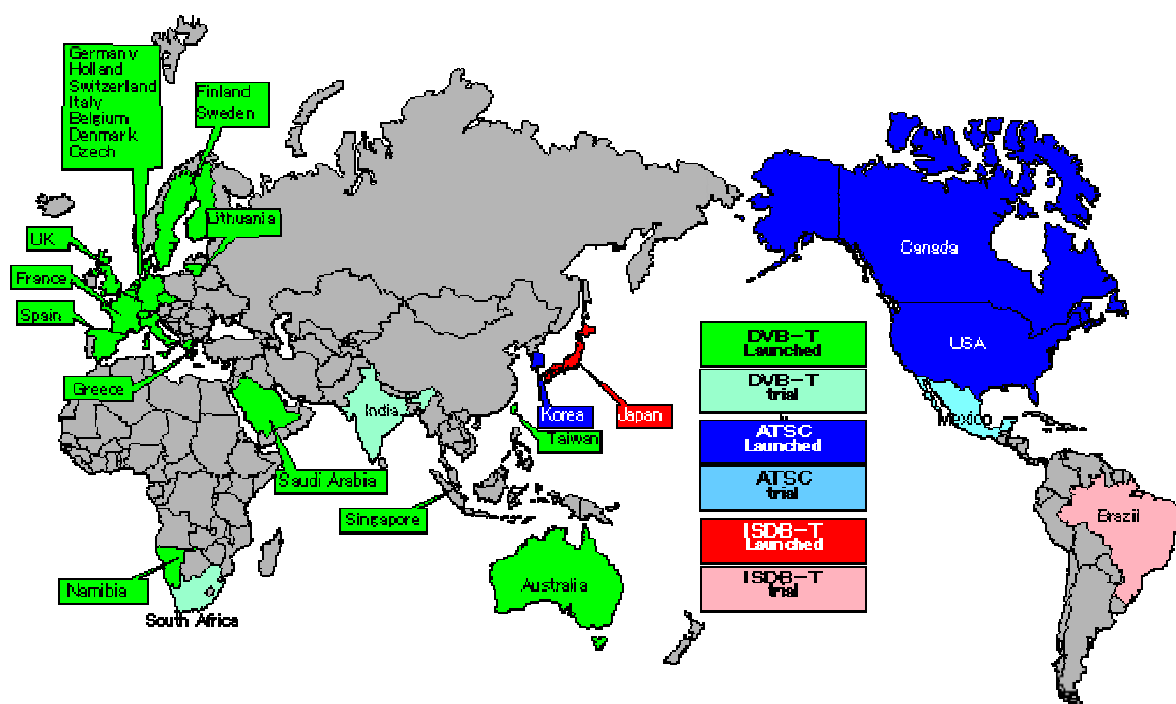 Germany
Holland
Switzerland
Italy
Belgium
Denmark
Czech
Finland
Sweden
Lithuania
UK
France
Spain
Greece
Saudi Arabia
India
Korea
Japan
Taiwan
Singapore
Namibia
South Africa
Australia
DVB-T
Launched
DVB-T
trial
ATSC
Launched
ATSC
trial
ISDB-T
Launched
ISDB-T
trial
Canada
USA
Mexico
Brazil